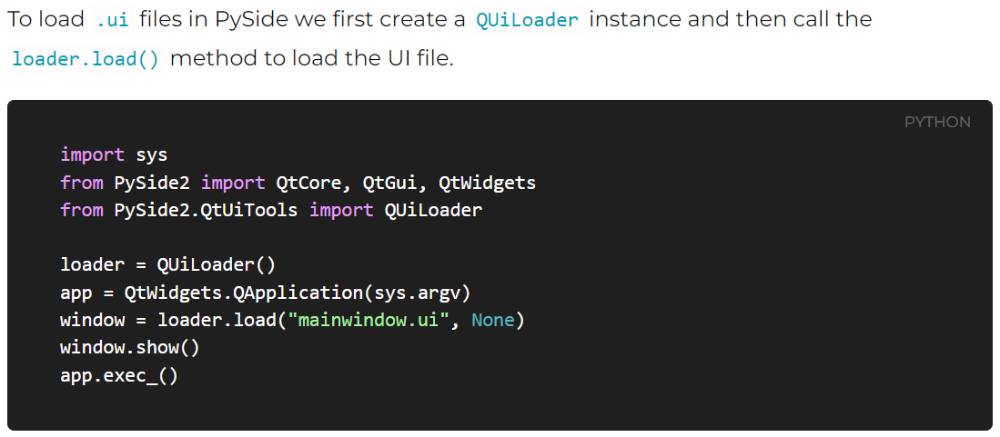 To load .ui files in PySide we first create a QUiLoader instance and then call the
loader.load() method to load the UI file.
PYTHON
import sys
from PySide2 import QtCore, QtGui, QtWidgets
from PySide2.QtUiTools import QUiLoader
loader = QUiLoader()
app = QtWidgets.QApplication(sys.argv)
window = loader.load("mainwindow.ui", None)
window.show()
app.exec_()